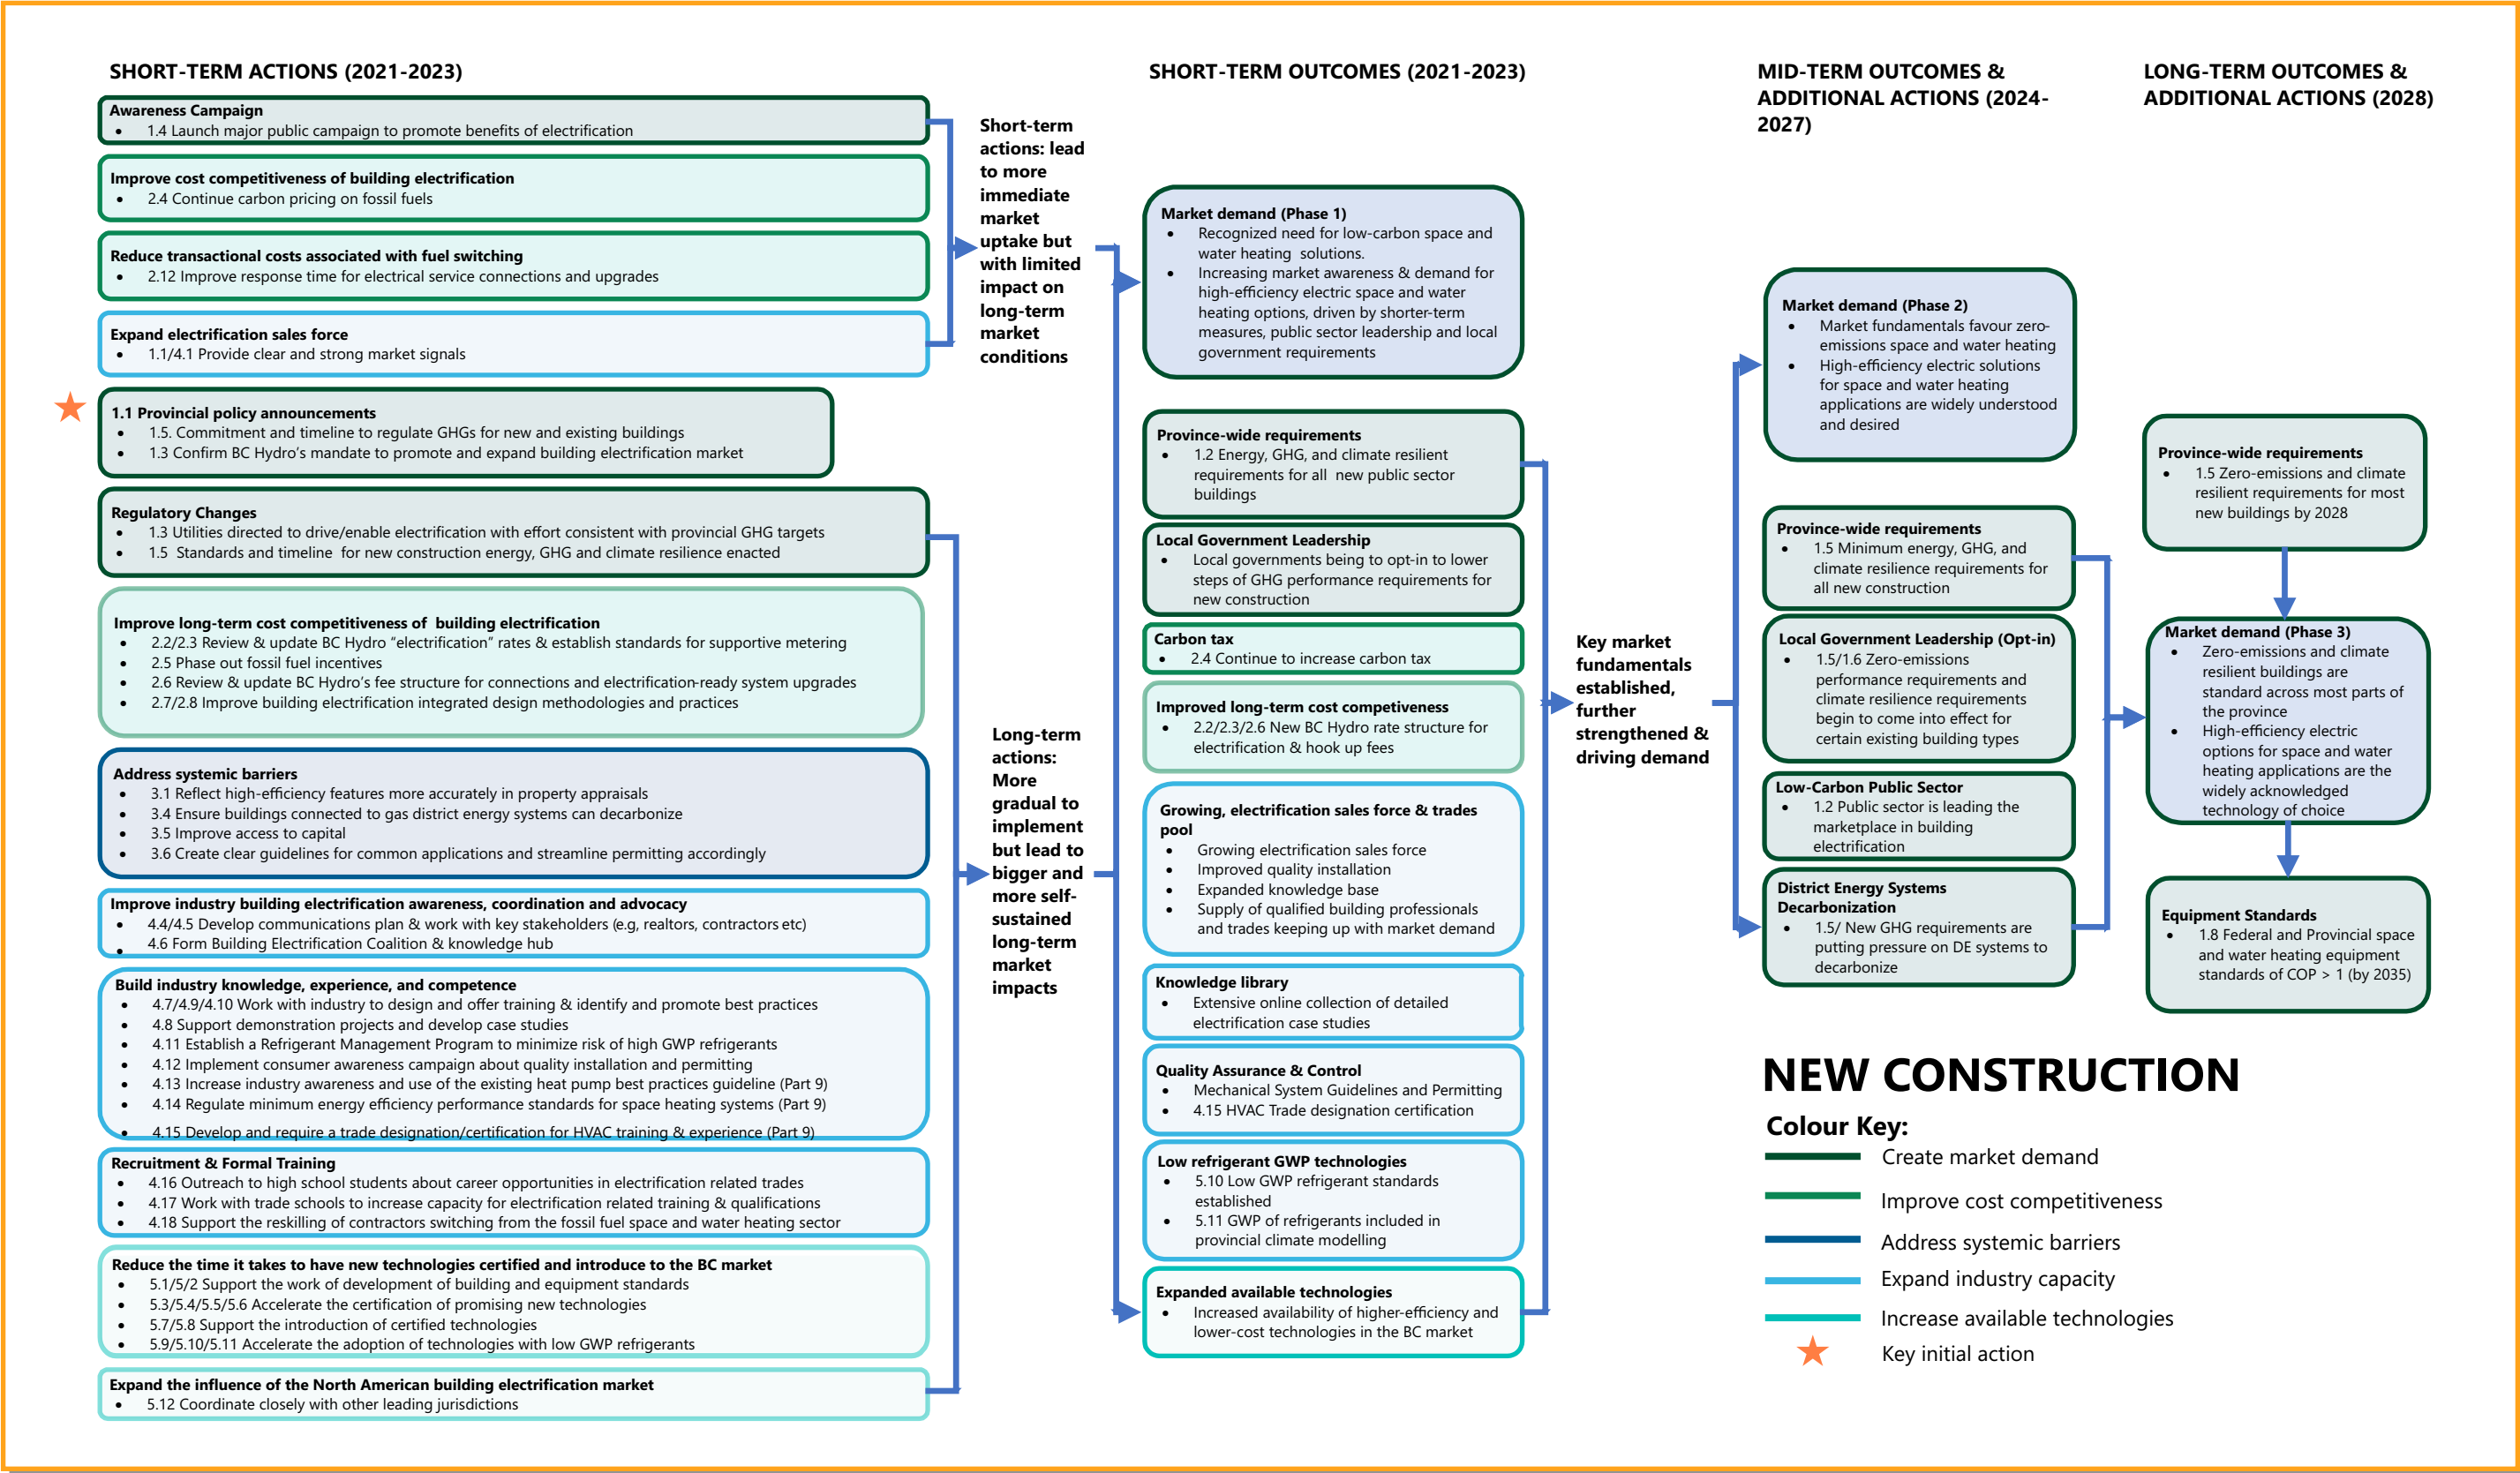 SHORT-TERM ACTIONS (2021-2023)
Awareness Campaign
• 1.4 Launch major public campaign to promote benefits of electrification
Improve cost competitiveness of building electrification
• 2.4 Continue carbon pricing on fossil fuels
Reduce transactional costs associated with fuel switching
• 2.12 Improve response time for electrical service connections and upgrades
Expand electrification sales force
• 1.1/4.1 Provide clear and strong market signals
1.1 Provincial policy announcements
• 1.5. Commitment and timeline to regulate GHGs for new and existing buildings
• 1.3 Confirm BC Hydro’s mandate to promote and expand building electrification market
Regulatory Changes
• 1.3 Utilities directed to drive/enable electrification with effort consistent with provincial GHG targets
• 1.5 Standards and timeline for new construction energy, GHG and climate resilience enacted
Improve long-term cost competitiveness of building electrification
• 2.2/2.3 Review & update BC Hydro “electrification” rates & establish standards for supportive metering
• 2.5 Phase out fossil fuel incentives
• 2.6 Review & update BC Hydro’s fee structure for connections and electrification-ready system upgrades
• 2.7/2.8 Improve building electrification integrated design methodologies and practices
Address systemic barriers
• 3.1 Reflect high-efficiency features more accurately in property appraisals
• 3.4 Ensure buildings connected to gas district energy systems can decarbonize
• 3.5 Improve access to capital
• 3.6 Create clear guidelines for common applications and streamline permitting accordingly
Improve industry building electrification awareness, coordination and advocacy
• 4.4/4.5 Develop communications plan & work with key stakeholders (e.g, realtors, contractors etc)
• 4.6 Form Building Electrification Coalition & knowledge hub
Build industry knowledge, experience, and competence
• 4.7/4.9/4.10 Work with industry to design and offer training & identify and promote best practices
• 4.8 Support demonstration projects and develop case studies
• 4.11 Establish a Refrigerant Management Program to minimize risk of high GWP refrigerants
• 4.12 Implement consumer awareness campaign about quality installation and permitting
• 4.13 Increase industry awareness and use of the existing heat pump best practices guideline (Part 9)
• 4.14 Regulate minimum energy efficiency performance standards for space heating systems (Part 9)
• 4.15 Develop and require a trade designation/certification for HVAC training & experience (Part 9)
Recruitment & Formal Training
• 4.16 Outreach to high school students about career opportunities in electrification related trades
• 4.17 Work with trade schools to increase capacity for electrification related training & qualifications
• 4.18 Support the reskilling of contractors switching from the fossil fuel space and water heating sector
Reduce the time it takes to have new technologies certified and introduce to the BC market
• 5.1/5/2 Support the work of development of building and equipment standards
• 5.3/5.4/5.5/5.6 Accelerate the certification of promising new technologies
• 5.7/5.8 Support the introduction of certified technologies
• 5.9/5.10/5.11 Accelerate the adoption of technologies with low GWP refrigerants
Expand the influence of the North American building electrification market
• 5.12 Coordinate closely with other leading jurisdictions
Short-term
actions: lead
to more
immediate
market
uptake but
with limited
impact on
long-term
market
conditions
Long-term
actions:
More
gradual to
implement
but lead to
bigger and
more self-
sustained
long-term
market
impacts
SHORT-TERM OUTCOMES (2021-2023)
Market demand (Phase 1)
• Recognized need for low-carbon space and
water heating solutions.
• Increasing market awareness & demand for
high-efficiency electric space and water
heating options, driven by shorter-term
measures, public sector leadership and local
government requirements
Province-wide requirements
• 1.2 Energy, GHG, and climate resilient
requirements for all new public sector
buildings
Local Government Leadership
• Local governments being to opt-in to lower
steps of GHG performance requirements for
new construction
Carbon tax
• 2.4 Continue to increase carbon tax
Improved long-term cost competiveness
• 2.2/2.3/2.6 New BC Hydro rate structure for
electrification & hook up fees
Growing, electrification sales force & trades
pool
• Growing electrification sales force
• Improved quality installation
• Expanded knowledge base
• Supply of qualified building professionals
and trades keeping up with market demand
Knowledge library
• Extensive online collection of detailed
electrification case studies
Quality Assurance & Control
• Mechanical System Guidelines and Permitting
• 4.15 HVAC Trade designation certification
Low refrigerant GWP technologies
• 5.10 Low GWP refrigerant standards
established
• 5.11 GWP of refrigerants included in
provincial climate modelling
Expanded available technologies
• Increased availability of higher-efficiency and
lower-cost technologies in the BC market
Key market
fundamentals
established,
further
strengthened &
driving demand
MID-TERM OUTCOMES &
ADDITIONAL ACTIONS (2024-
2027)
Market demand (Phase 2)
• Market fundamentals favour zero-
emissions space and water heating
• High-efficiency electric solutions
for space and water heating
applications are widely understood
and desired
Province-wide requirements
• 1.5 Minimum energy, GHG, and
climate resilience requirements for
all new construction
Local Government Leadership (Opt-in)
• 1.5/1.6 Zero-emissions
performance requirements and
climate resilience requirements
begin to come into effect for
certain existing building types
Low-Carbon Public Sector
• 1.2 Public sector is leading the
marketplace in building
electrification
District Energy Systems
Decarbonization
• 1.5/ New GHG requirements are
putting pressure on DE systems to
decarbonize
LONG-TERM OUTCOMES &
ADDITIONAL ACTIONS (2028)
Province-wide requirements
• 1.5 Zero-emissions and climate
resilient requirements for most
new buildings by 2028
Market demand (Phase 3)
• Zero-emissions and climate
resilient buildings are
standard across most parts of
the province
• High-efficiency electric
options for space and water
heating applications are the
widely acknowledged
technology of choice
Equipment Standards
• 1.8 Federal and Provincial space
and water heating equipment
standards of COP > 1 (by 2035)
NEW CONSTRUCTION
Colour Key:
Create market demand
Improve cost competitiveness
Address systemic barriers
Expand industry capacity
Increase available technologies
Key initial action